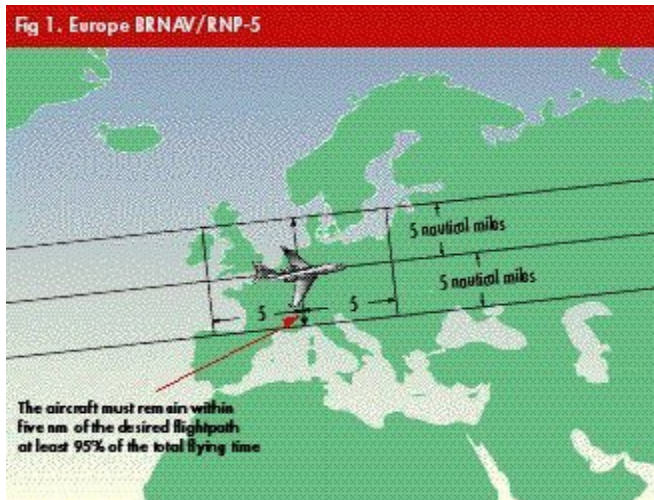 Fig 1. Europe BRNAV/RNP-5
5 nautical miles
5 nautical miles
5
5
The aircraft must remain within
five nm of the desired flightpath
at least 95% of the total flying time